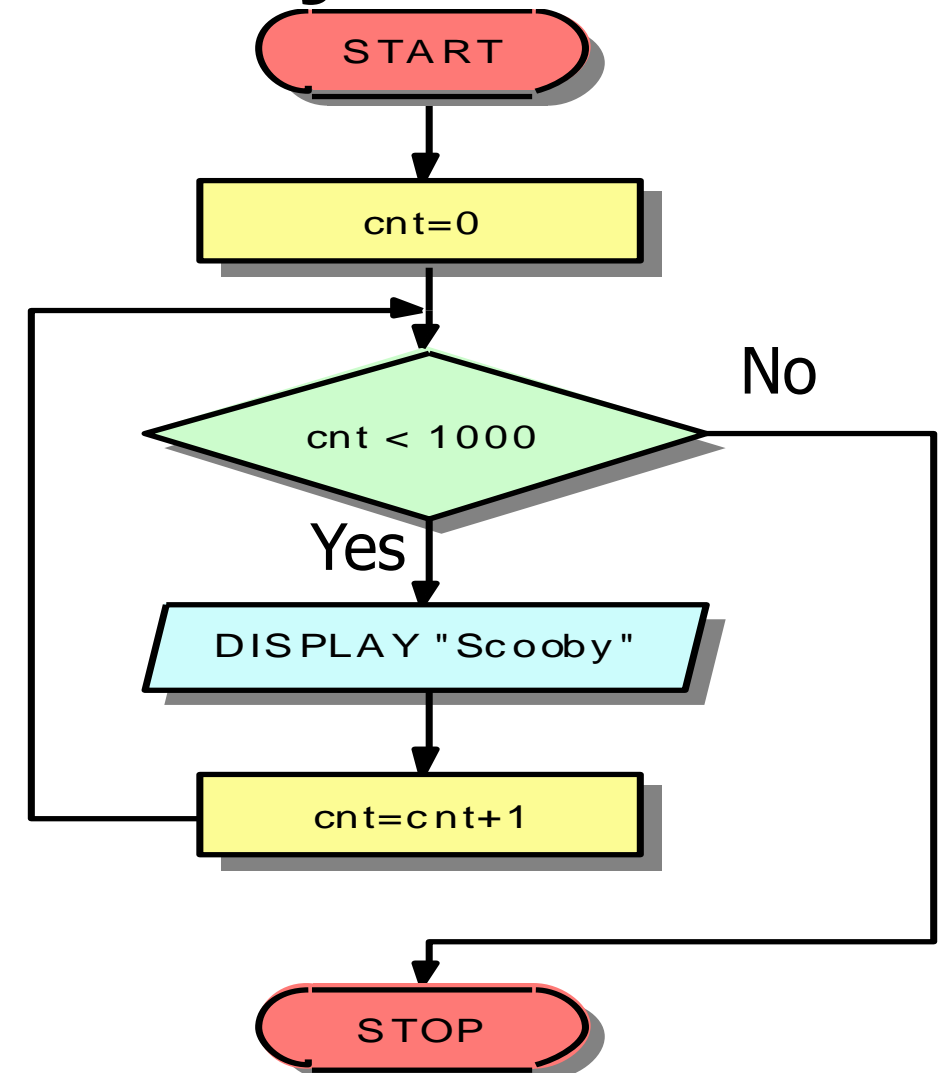 START
cnt=0
cnt < 1000
No
Yes
DISPLAY "Scooby"
cnt=cnt+1
STOP